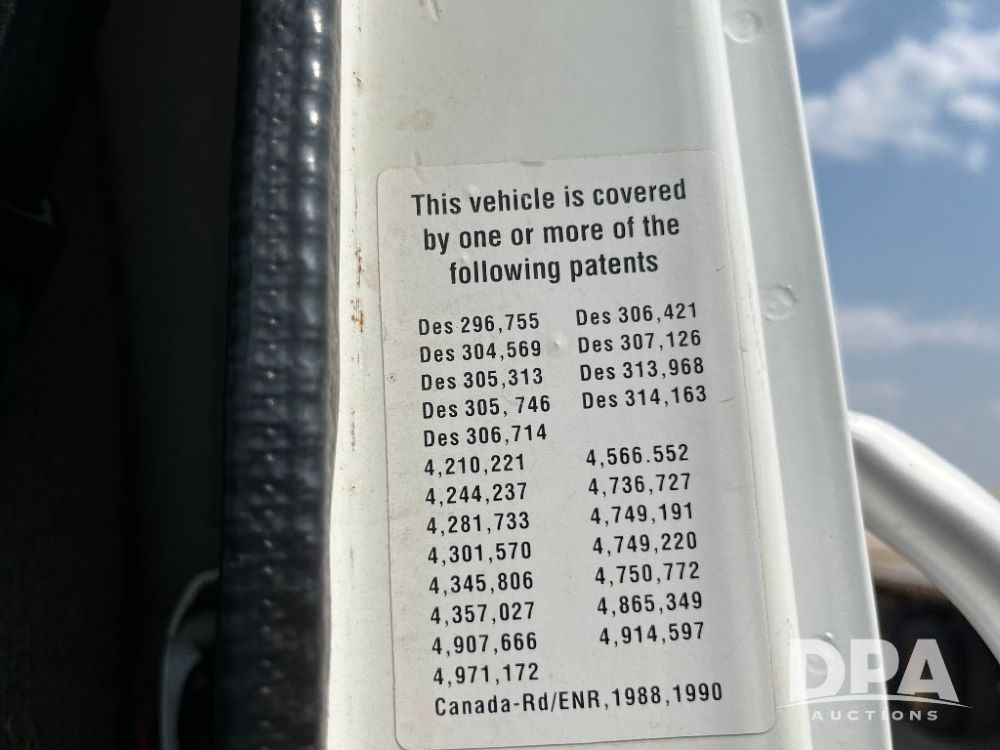 This vehicle is covered
by one or more of the
following patents
Des 296,755 Des 306,421
Des 304,569 Des 307,126
Des 305,313 Des 313,968
Des 305, 746 Des 314,163
Des 306,714
4,210,221 4,566.552
4,244,237 4,736,727
4,281,733 4,749,191
4,301,570 4,749,220
4,345,806 4,750,772
4,357,027 4,865,349
4,907,666 4,914,597
4,971,172
Canada-Rd/ENR,1988,1990
DPA
AUCTIONS